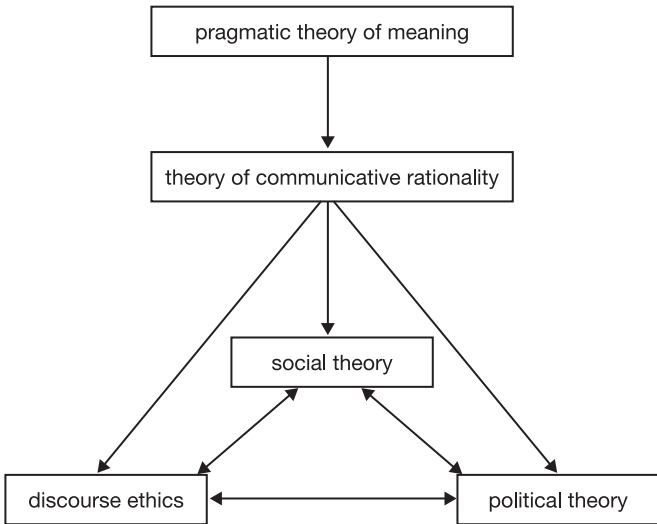 pragmatic theory of meaning
theory of communicative rationality
social theory
discourse ethics
political theory